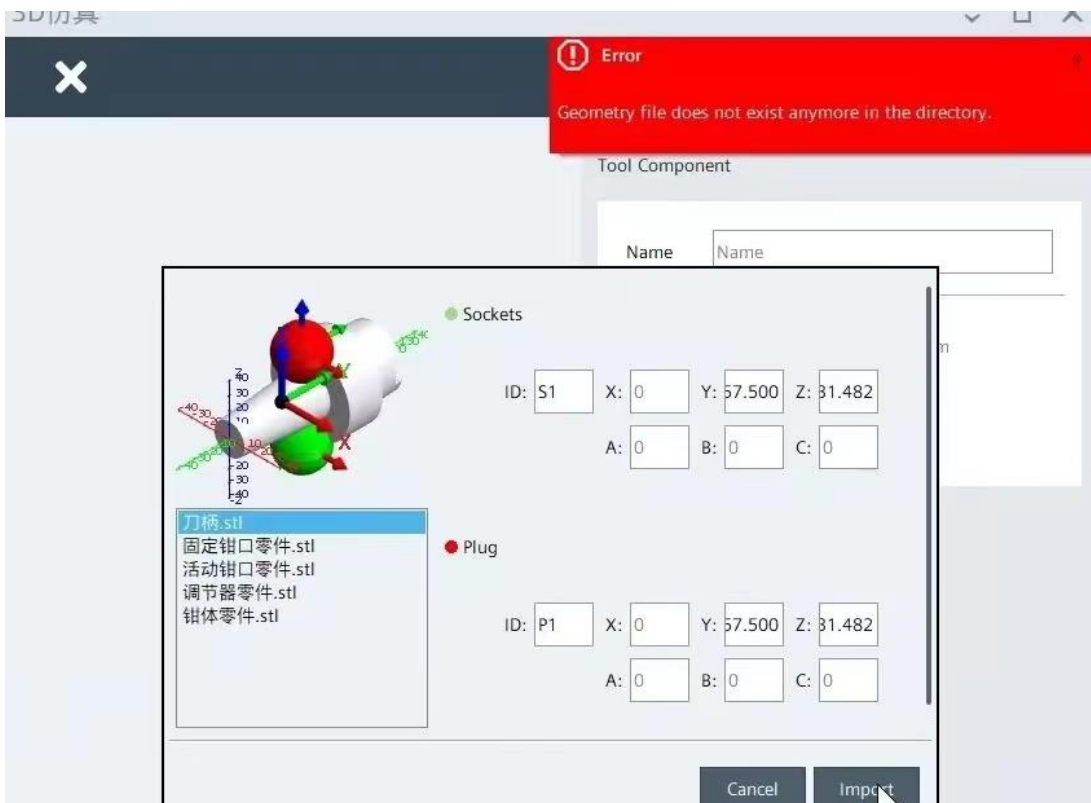 3D仿真
Error
Geometry file does not exist anymore in the directory.
Tool Component
Name
Name
Sockets
ID: S1 X: 0 Y: 57.500 Z: 31.482
A: 0 B: 0 C: 0
刀柄.stl
固定钳口零件.stl
活动钳口零件.stl
调节器零件.stl
钳体零件.stl
Plug
ID: P1 X: 0 Y: 57.500 Z: 31.482
A: 0 B: 0 C: 0
Cancel
Import